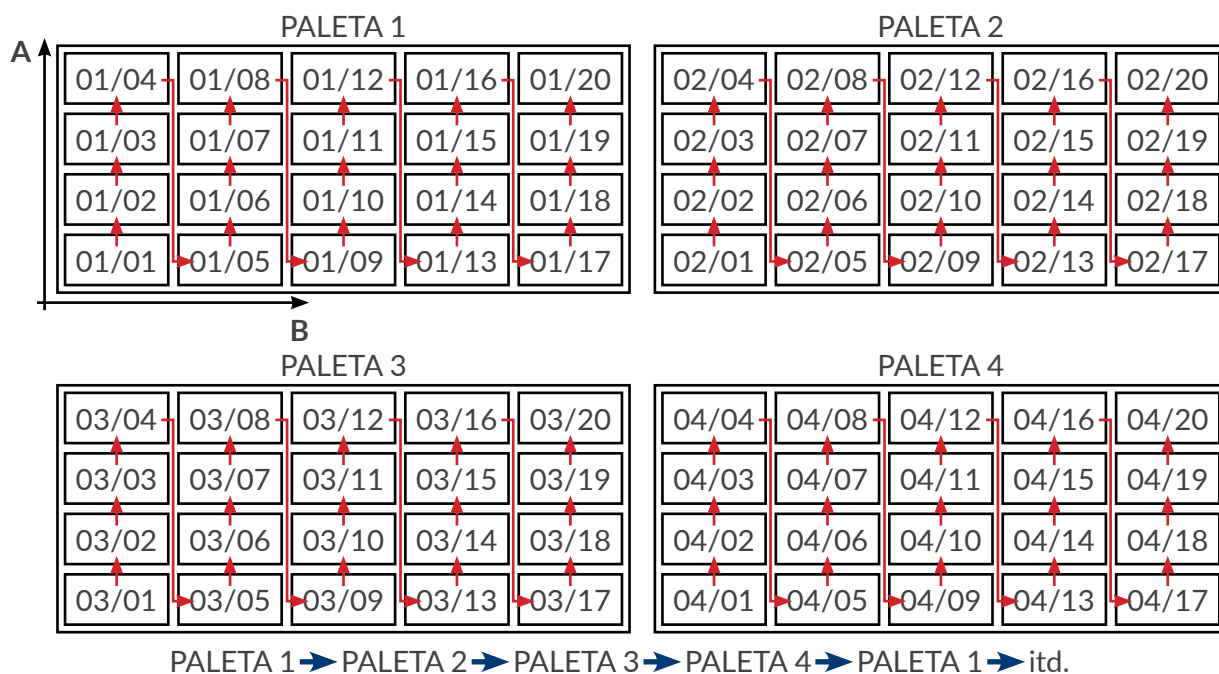 PALETA 1 PALETA 2
A
01/04 01/08 01/12 01/16 01/20 02/04 02/08 02/12 02/16 02/20
01/03 01/07 01/11 01/15 01/19 02/03 02/07 02/11 02/15 02/19
01/02 01/06 01/10 01/14 01/18 02/02 02/06 02/10 02/14 02/18
01/01 01/05 01/09 01/13 01/17 02/01 02/05 02/09 02/13 02/17
B
PALETA 3 PALETA 4
03/04 03/08 03/12 03/16 03/20 04/04 04/08 04/12 04/16 04/20
03/03 03/07 03/11 03/15 03/19 04/03 04/07 04/11 04/15 04/19
03/02 03/06 03/10 03/14 03/18 04/02 04/06 04/10 04/14 04/18
03/01 03/05 03/09 03/13 03/17 04/01 04/05 04/09 04/13 04/17
PALETA 1 PALETA 2 PALETA 3 PALETA 4 PALETA 1 itd.